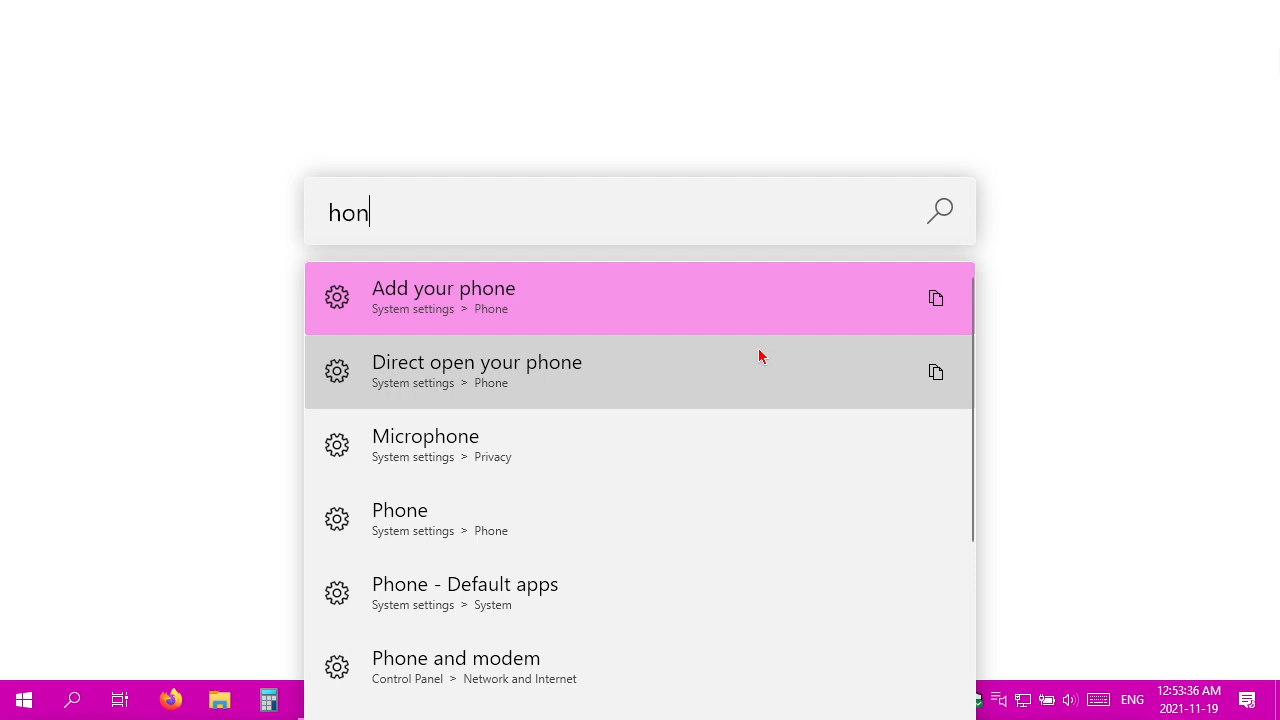 hon
Add your phone
System settings > Phone
Direct open your phone
System settings > Phone
Microphone
System settings > Privacy
Phone
System settings > Phone
Phone - Default apps
System settings > System
Phone and modem
Control Panel > Network and Internet
ENG
12:53:36 AM
2021-11-19